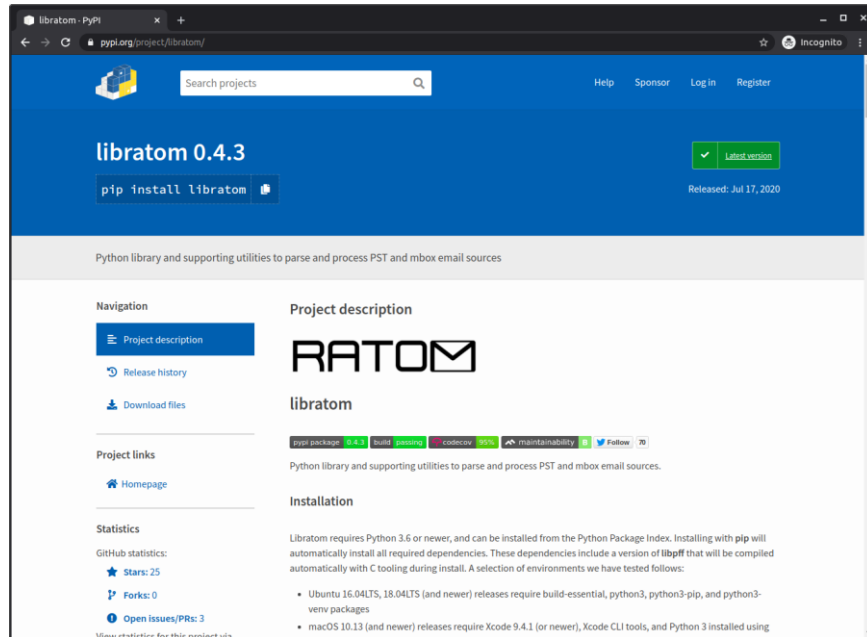 libratom · PyPI
pypi.org/project/libratom/
Incognito
Search projects
Help Sponsor Log in Register
libratom 0.4.3
Latest version
pip install libratom
Released: Jul 17, 2020
Python library and supporting utilities to parse and process PST and mbox email sources
Navigation
Project description
Release history
Download files
Project links
Homepage
Statistics
GitHub statistics:
Stars: 25
Forks: 0
Open issues/PRs: 3
View statistics for this project via
Project description
RATOM
libratom
pypi package 0.4.3 build passing codecov 95% maintainability B Follow 70
Python library and supporting utilities to parse and process PST and mbox email sources.
Installation
Libratom requires Python 3.6 or newer, and can be installed from the Python Package Index. Installing with pip will
automatically install all required dependencies. These dependencies include a version of libpff that will be compiled
automatically with C tooling during install. A selection of environments we have tested follows:
• Ubuntu 16.04LTS, 18.04LTS (and newer) releases require build-essential, python3, python3-pip, and python3-
venv packages
• macOS 10.13 (and newer) releases require Xcode 9.4.1 (or newer), Xcode CLI tools, and Python 3 installed using